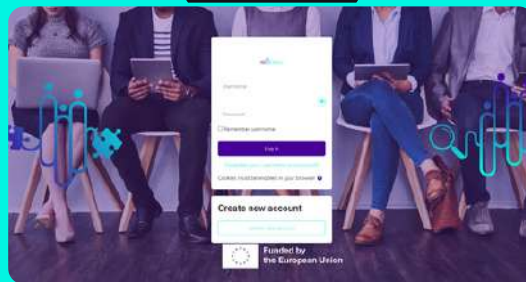 Username
Password
Remember username
Log in
Cookies must be enabled in your browser
Create new account
Funded by
the European Union